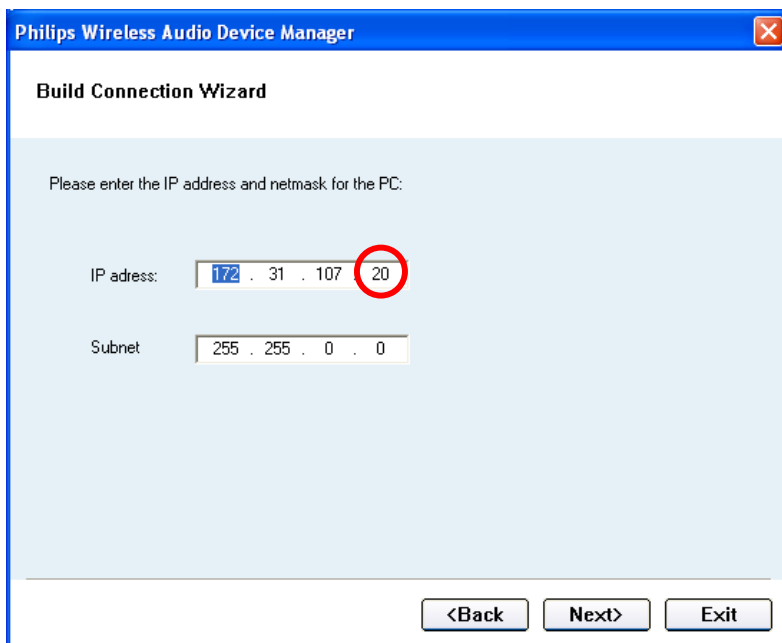 Philips Wireless Audio Device Manager
Build Connection Wizard
Please enter the IP address and netmask for the PC:
IP adress: 172 . 31 . 107 . 20
Subnet 255 . 255 . 0 . 0
<Back Next> Exit